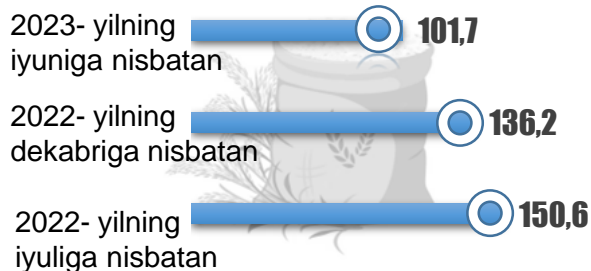 2023- yilning
iyuniga nisbatan
101,7
2022- yilning
dekabriga nisbatan
136,2
2022- yilning
iyuliga nisbatan
150,6